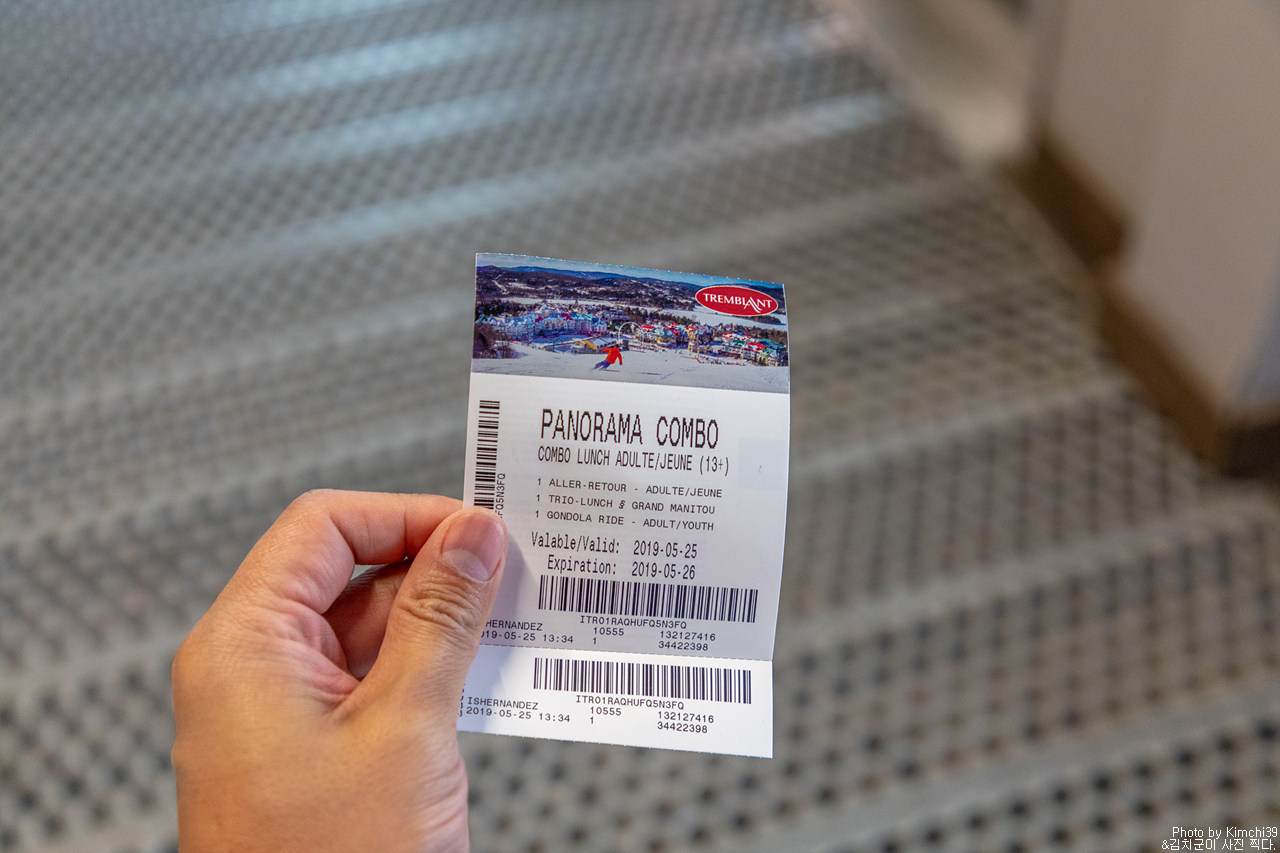 TREMBLANT
PANORAMA COMBO
COMBO LUNCH ADULTE/JEUNE (13+)
1 ALLER-RETOUR - ADULTE/JEUNE
1 TRIO-LUNCH § GRAND MANITOU
1 GONDOLA RIDE - ADULT/YOUTH
Valable/Valid: 2019-05-25
Expiration: 2019-05-26
ITR01RAQHUFQ5N3FQ
HERNANDEZ 10555 132127416
019-05-25 13:34 1 34422398
ITR01RAQHUFQ5N3FQ
ISHERNANDEZ 10555 132127416
2019-05-25 13:34 1 34422398
FQ5N3FQ
Photo by Kimchi39
&김치군이 사진 찍다.